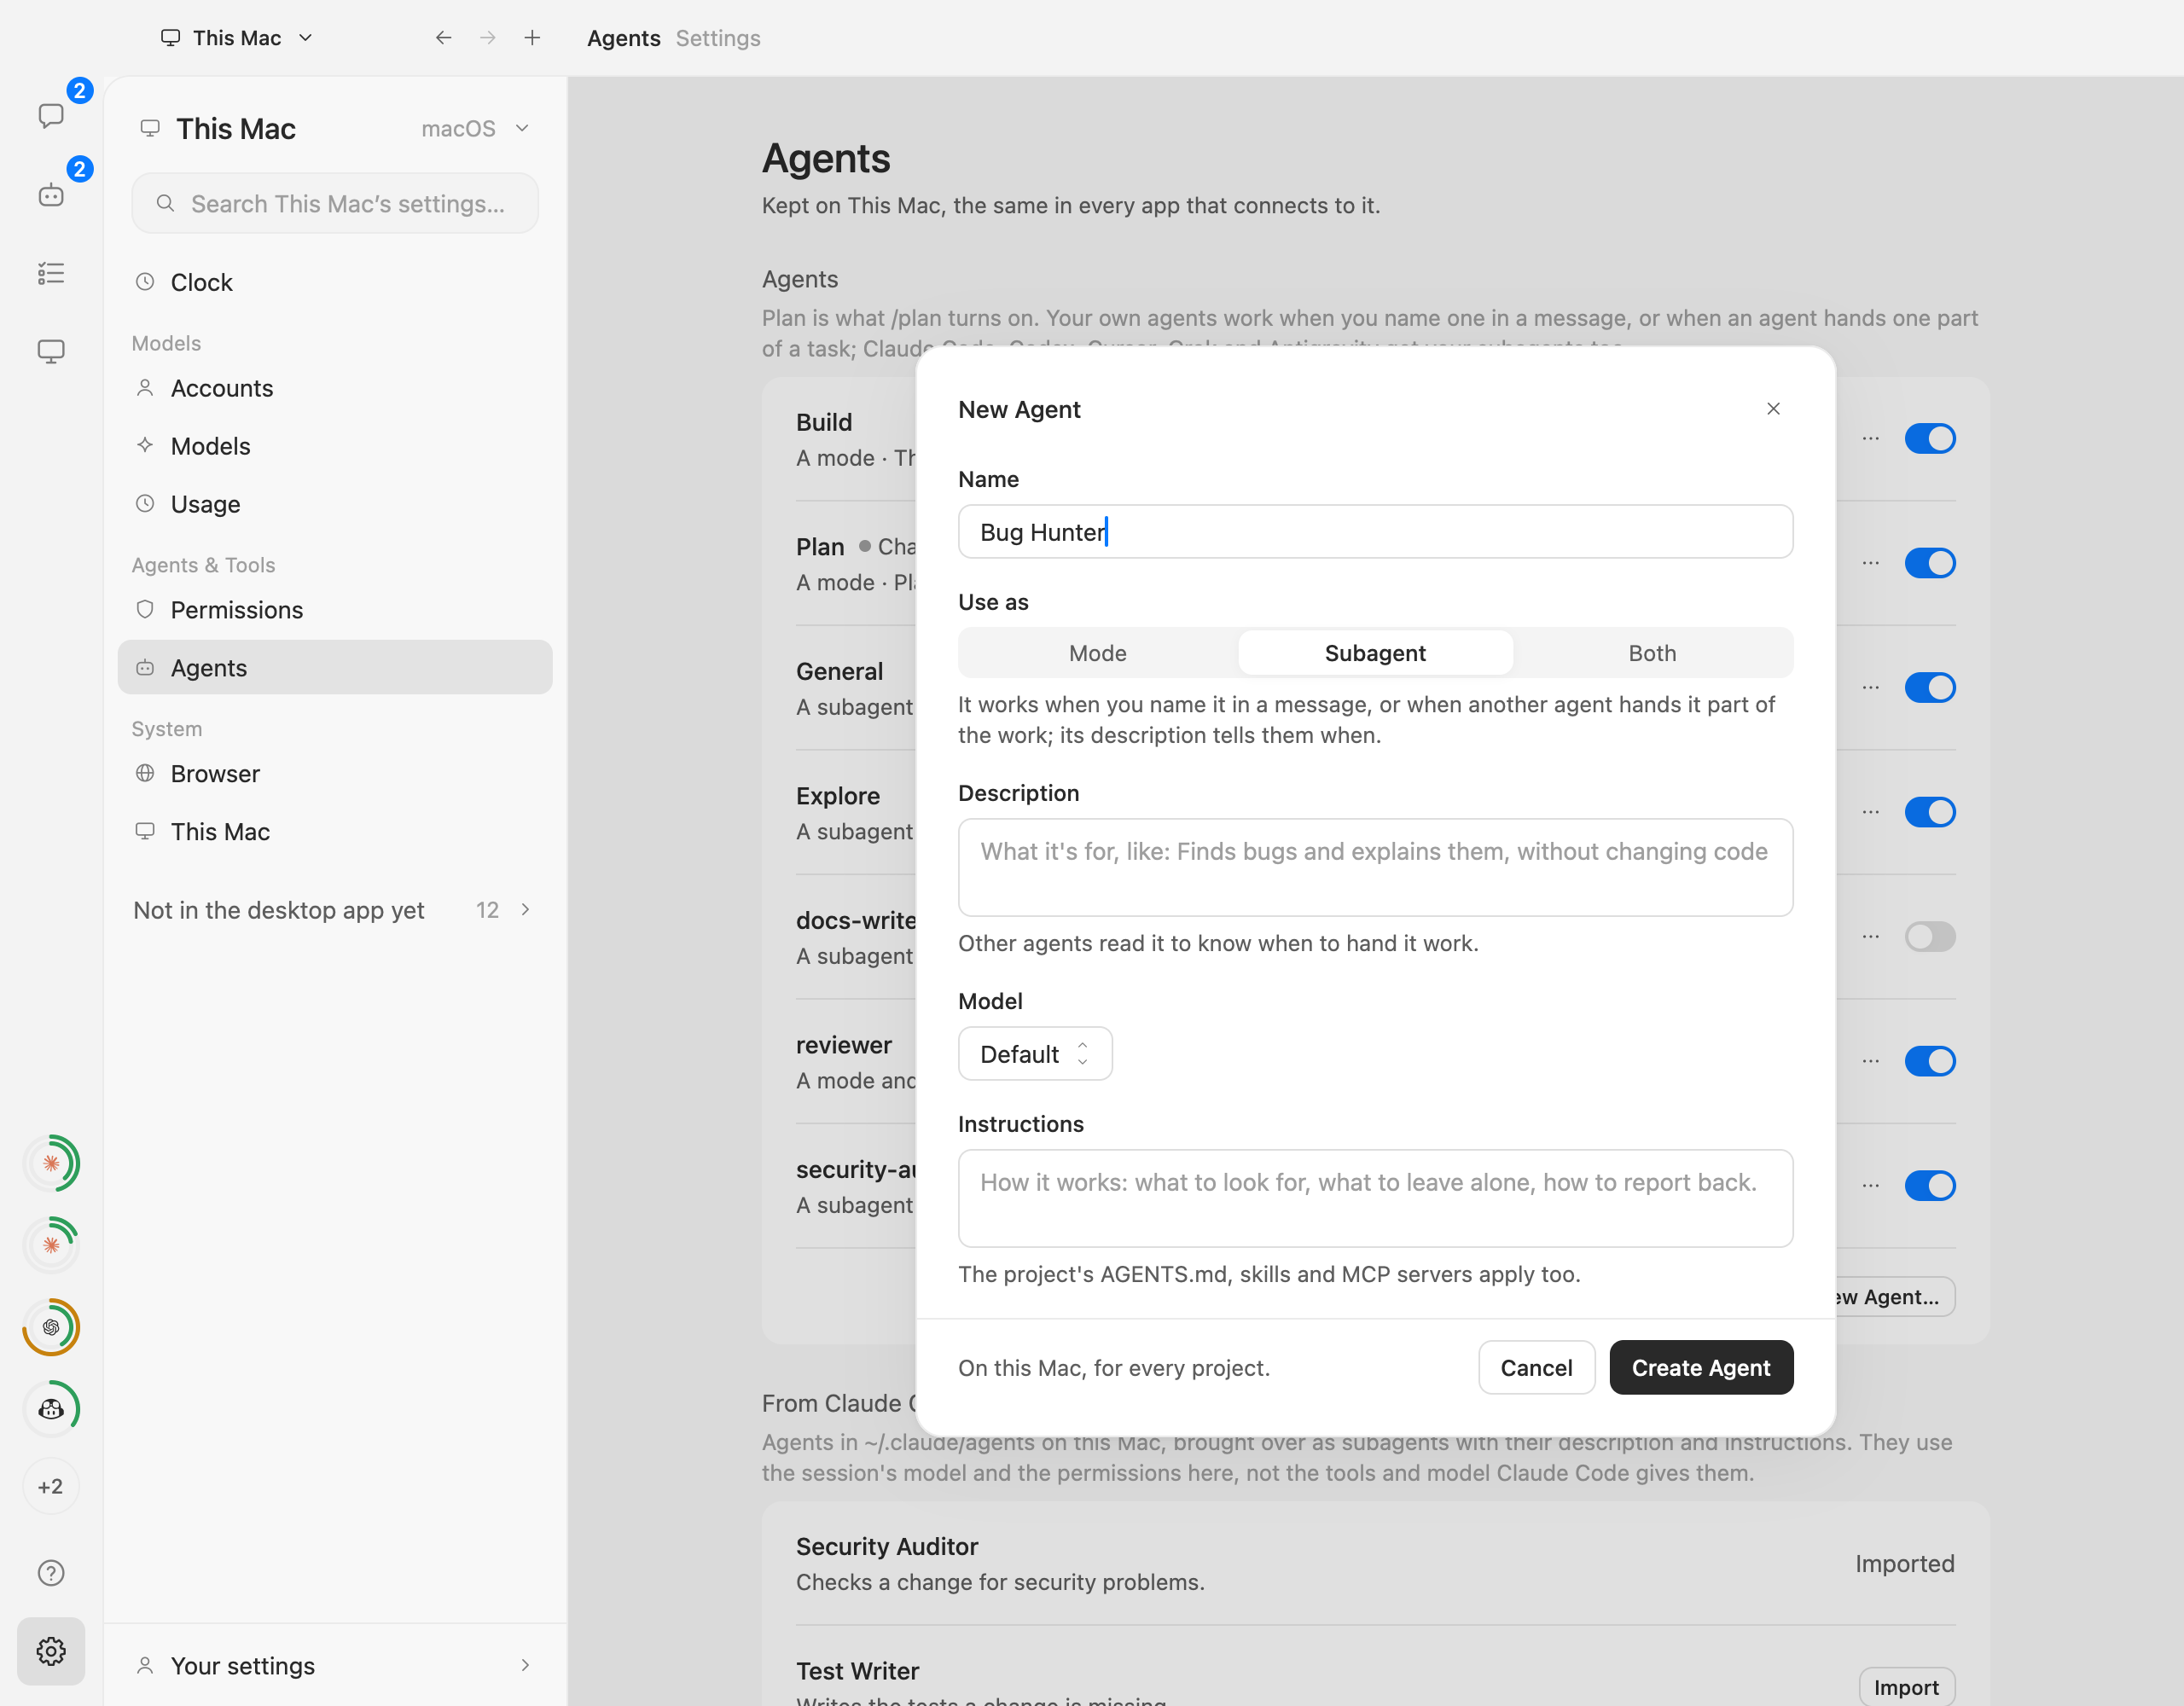 This Mac
Agents Settings
2
2
This Mac macOS
Search This Mac's settings...
Clock
Models
Accounts
Models
Usage
Agents & Tools
Permissions
Agents
System
Browser
This Mac
Not in the desktop app yet 12
+2
Your settings
Agents
Kept on This Mac, the same in every app that connects to it.
Agents
Plan is what /plan turns on. Your own agents work when you name one in a message, or when an agent hands one part
of a task;
Build
A mode ·
Plan
A mode ·
General
A subagent
Explore
A subagent
A subagent
reviewer
A mode
A subagent
Agent...
New Agent
Name
Bug Hunter
Use as
Mode Subagent Both
It works when you name it in a message, or when another agent hands it part of
the work; its description tells them when.
Description
What it's for, like: Finds bugs and explains them, without changing code
Other agents read it to know when to hand it work.
Model
Default
Instructions
How it works: what to look for, what to leave alone, how to report back.
The project's AGENTS.md, skills and MCP servers apply too.
On this Mac, for every project.
Cancel Create Agent
From Claude
Agents in ~/.claude/agents on this Mac, brought over as subagents with their description and instructions. They use
the session's model and the permissions here, not the tools and model Claude Code gives them.
Security Auditor
Checks a change for security problems.
Imported
Test Writer
Import
Writes the tests a change is missing